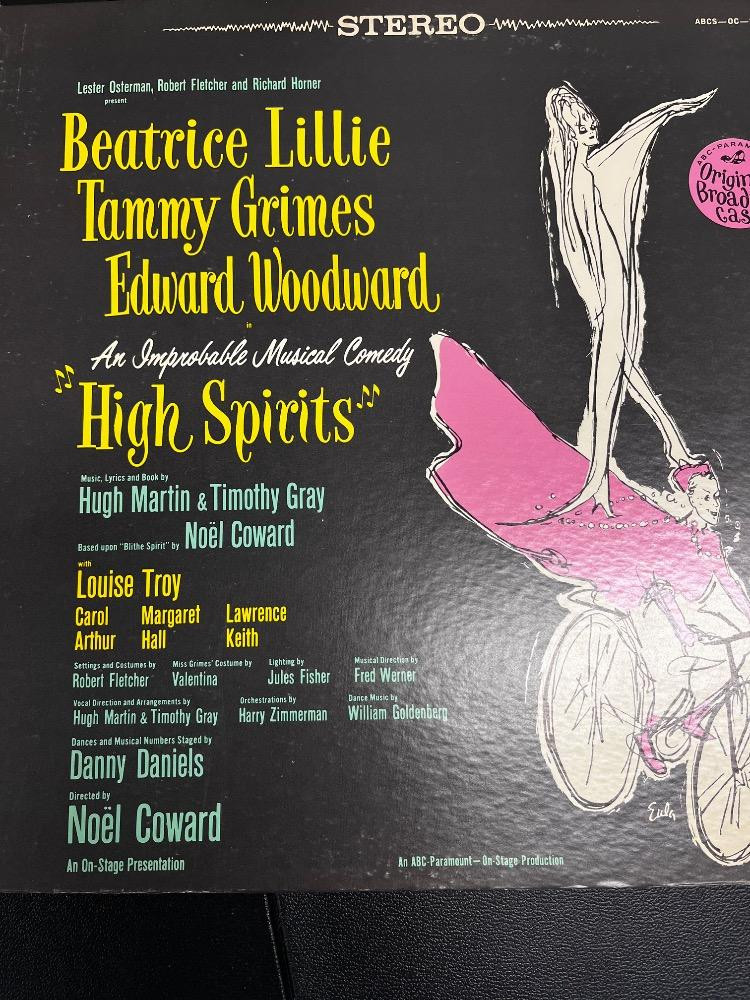 STEREO
ABCS—OC—
Lester Osterman, Robert Fletcher and Richard Horner
present
Beatrice Lillie
Tammy Grimes
Edward Woodward
in
An Improbable Musical Comedy
"High Spirits"
Music, Lyrics and Book by
Hugh Martin & Timothy Gray
Based upon "Blithe Spirit" by Noël Coward
with
Louise Troy
Carol Margaret Lawrence
Arthur Hall Keith
Settings and Costumes by Miss Grimes' Costume by Lighting by Musical Direction by
Robert Fletcher Valentina Jules Fisher Fred Werner
Vocal Direction and Arrangements by Orchestrations by Dance Music by
Hugh Martin & Timothy Gray Harry Zimmerman William Goldenberg
Dances and Musical Numbers Staged by
Danny Daniels
Directed by
Noël Coward
An On-Stage Presentation
An ABC-Paramount—On-Stage Production
ABC-PARAM
Origin
Broad
Cas
Eula